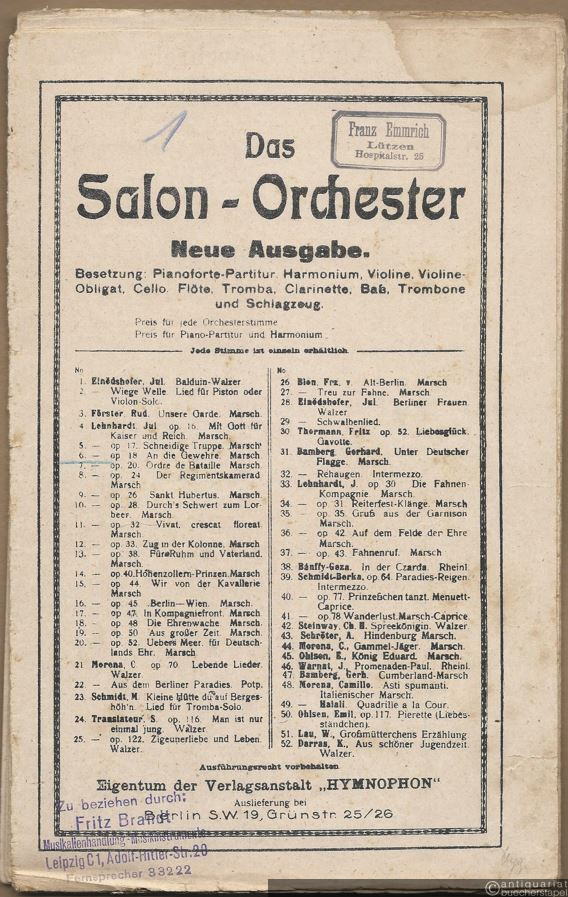 1
Franz Emmrich
Lützen
Hospitalstr. 25
Das
Salon - Orchester
Neue Ausgabe.
Besetzung: Pianoforte-Partitur. Harmonium, Violine, Violine-
Obligat, Cello. Flöte, Tromba, Clarinette, Baß, Trombone
und Schlagzeug.
Preis für jede Orchesterstimme
Preis für Piano-Partitur und Harmonium
Jede Stimme ist einzeln erhältlich.
No
1. Einödshofer, Jul. Balduin-Walzer
2. — Wiege Welle. Lied für Piston oder
Violon-Solo.
3. Förster, Rud. Unsere Garde. Marsch.
4 Lehnhardt. Jul op. 16. Mit Gott für
Kaiser und Reich. Marsch.
5. — op 17. Schneidige Truppe. Marsch
6. — op 18 An die Gewehre. Marsch.
7. — op. 20. Ordre de Bataille Marsch.
8. — op. 24 Der Regimentskamerad
Marsch
9. — op 26 Sankt Hubertus. Marsch.
10. — op 28. Durch's Schwert zum Lor-
beer. Marsch.
11. — op. 32 Vivat, crescat floreat.
Marsch.
12. — op. 33. Zug in der Kolonne. Marsch
13. — op 38. Für Ruhm und Vaterland.
Marsch.
14. — op. 40. Hohenzollern-Prinzen. Marsch
15. — op. 44 Wir von der Kavallerie
Marsch.
16. — op 45 Berlin—Wien. Marsch.
17. — op 47. In Kompagniefront. Marsch
18. — op 48 Die Ehrenwache Marsch.
19. — op 50 Aus großer Zeit. Marsch.
20. — op. 52. Uebers Meer. für Deutsch-
lands Ehr. Marsch
21 Morena, C. op 70. Lebende Lieder.
Walzer
22. — Aus dem Berliner Paradies. Potp.
23. Schmidt, M. Kleine Hütte du auf Berges-
höh'n. Lied für Tromba-Solo
24. Translateur, S. op. 116. Man ist nur
einmal jung. Walzer
25. — op. 122. Zigeunerliebe und Leben.
Walzer.
No
26. Blon, Frz. v. Alt-Berlin. Marsch
27. — Treu zur Fahne. Marsch.
28. Einödshofer, Jul. Berliner Frauen.
Walzer
29 — Schwalbenlied.
30 Thormann, Fritz op. 52. Liebesglück.
Gavotte.
31. Bamberg, Gerhard. Unter Deutscher
Flagge. Marsch.
32. — Rehaugen. Intermezzo.
33. Lehnhardt, J. op 30 Die Fahnen-
Kompagnie Marsch.
34. — op 31 Reiterfest-Klänge. Marsch
35. — op. 35. Gruß aus der Garnison
Marsch.
36. — op 42. Auf dem Felde der Ehre
Marsch.
37. — op. 43. Fahnenruf. Marsch
38. Bánffy-Geza. In der Czarda. Rheinl.
39. Schmidt-Berka, op. 64. Paradies-Reigen.
Intermezzo.
40. — op. 77. Prinzeßchen tanzt. Menuett-
Caprice.
41. — op. 78 Wanderlust. Marsch-Caprice.
42. Steinway, Ch. H. Spreekönigin. Walzer.
43. Schröter, A. Hindenburg Marsch.
44. Morena, C., Gammel-Jäger. Marsch.
45. Ohlsen, E., König Eduard. Marsch.
46. Warnat, J., Promenaden-Paul. Rheinl.
47. Bamberg, Gerh. Cumberland-Marsch
48. Morena, Camillo. Asti spumanti.
Italienischer Marsch.
49. — Halali. Quadrille a la Cour.
50. Ohlsen, Emil, op. 117. Pierette (Liebes-
ständchen).
51. Lau, W., Großmütterchens Erzählung
52. Darras, K., Aus schöner Jugendzeit.
Walzer.
Ausführungsrecht vorbehalten.
Eigentum der Verlagsanstalt „HYMNOPHON"
Auslieferung bei
Berlin S.W. 19, Grünstr. 25/26
Zu beziehen durch:
Fritz Brandt
Musikalienhandlung - Musikinstrumente
Leipzig C1, Adolf-Hitler-Str. 20
Fernsprecher 33222
©antiquariat
buecherstapel